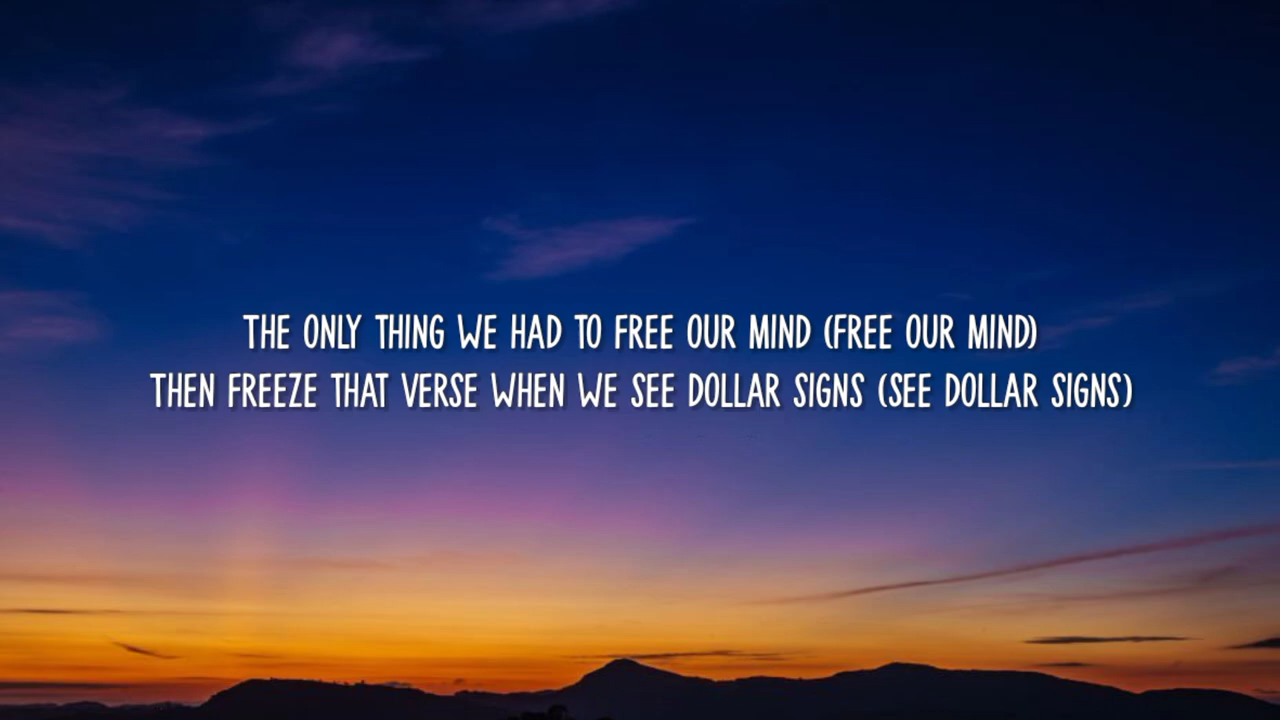 THE ONLY THING WE HAD TO FREE OUR MIND (FREE OUR MIND)
THEN FREEZE THAT VERSE WHEN WE SEE DOLLAR SIGNS (SEE DOLLAR SIGNS)